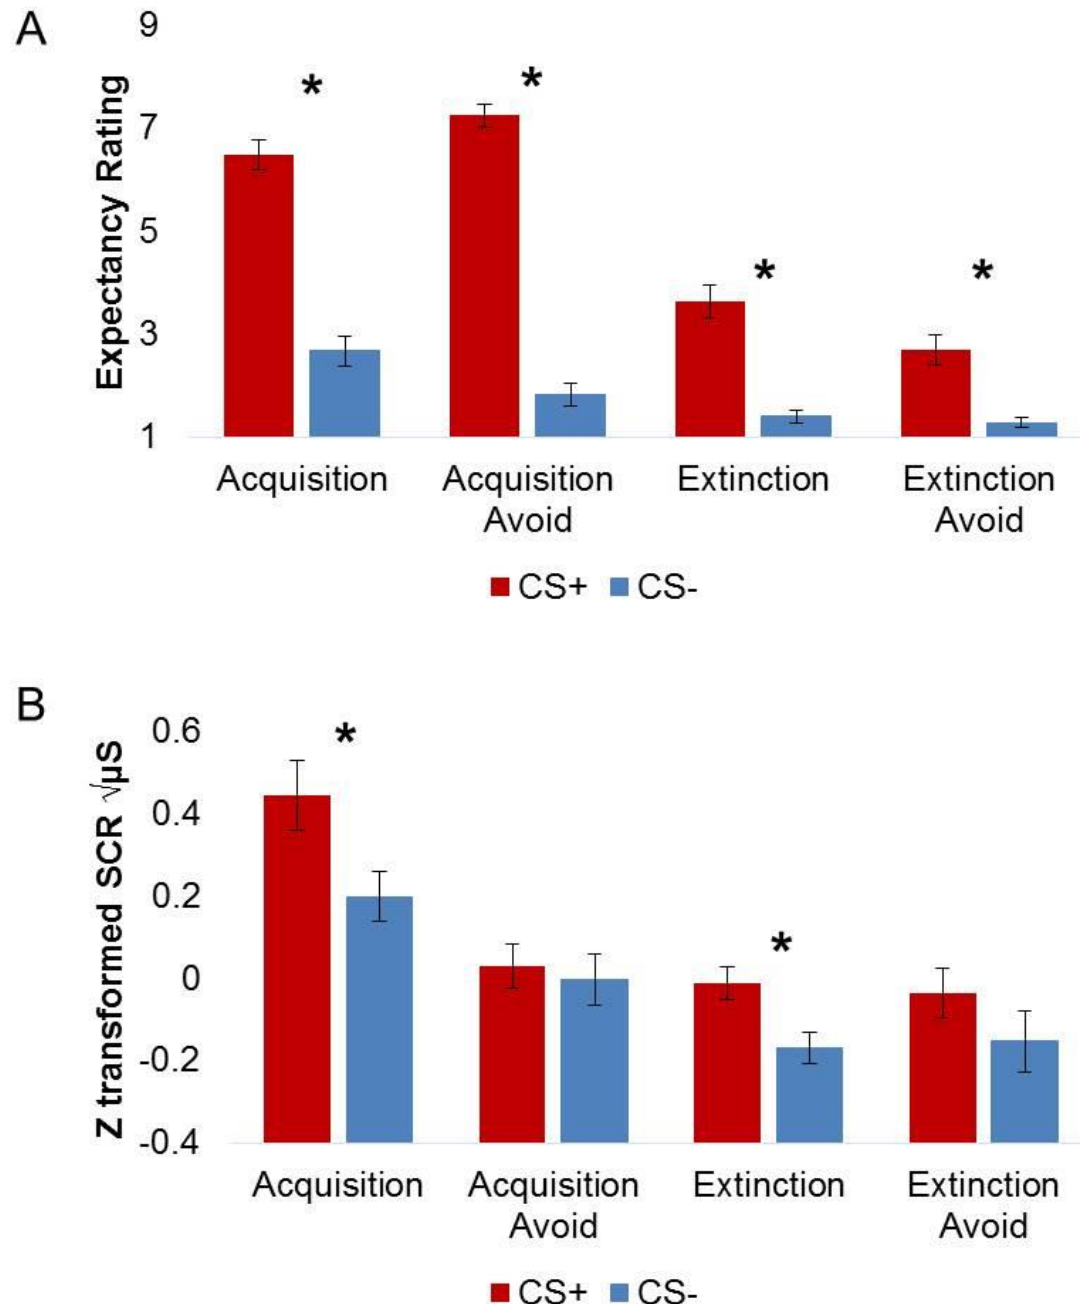 A
Expectancy Rating
9
7
5
3
1
*
*
*
*
Acquisition
Acquisition
Avoid
Extinction
Extinction
Avoid
CS+ CS-
B
Z transformed SCR √µS
0.6
0.4
0.2
0
-0.2
-0.4
*
*
Acquisition
Acquisition
Avoid
Extinction
Extinction
Avoid
CS+ CS-